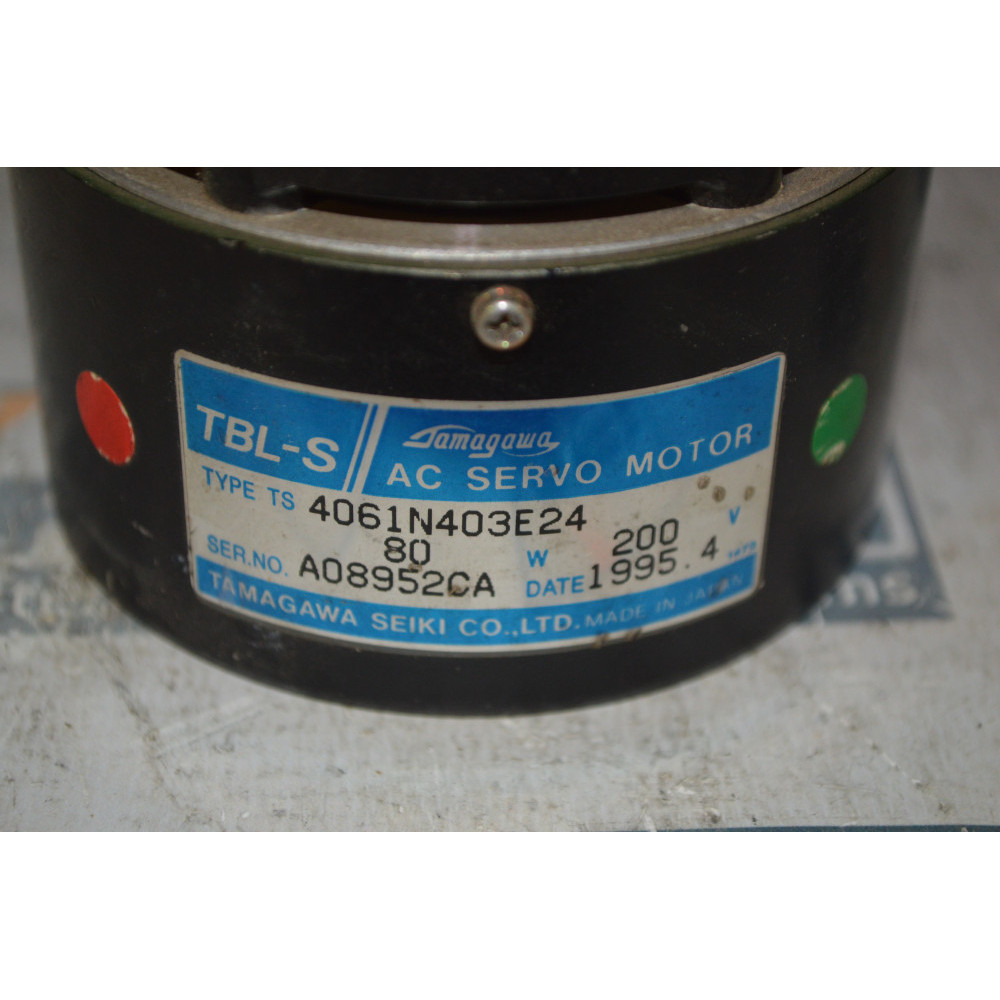 TBL-S
Tamagawa
AC SERVO MOTOR
TYPE TS 4061N403E24
80 W 200 V
SER.NO. A08952CA DATE 1995.4
TAMAGAWA SEIKI CO.,LTD. MADE IN JAPAN